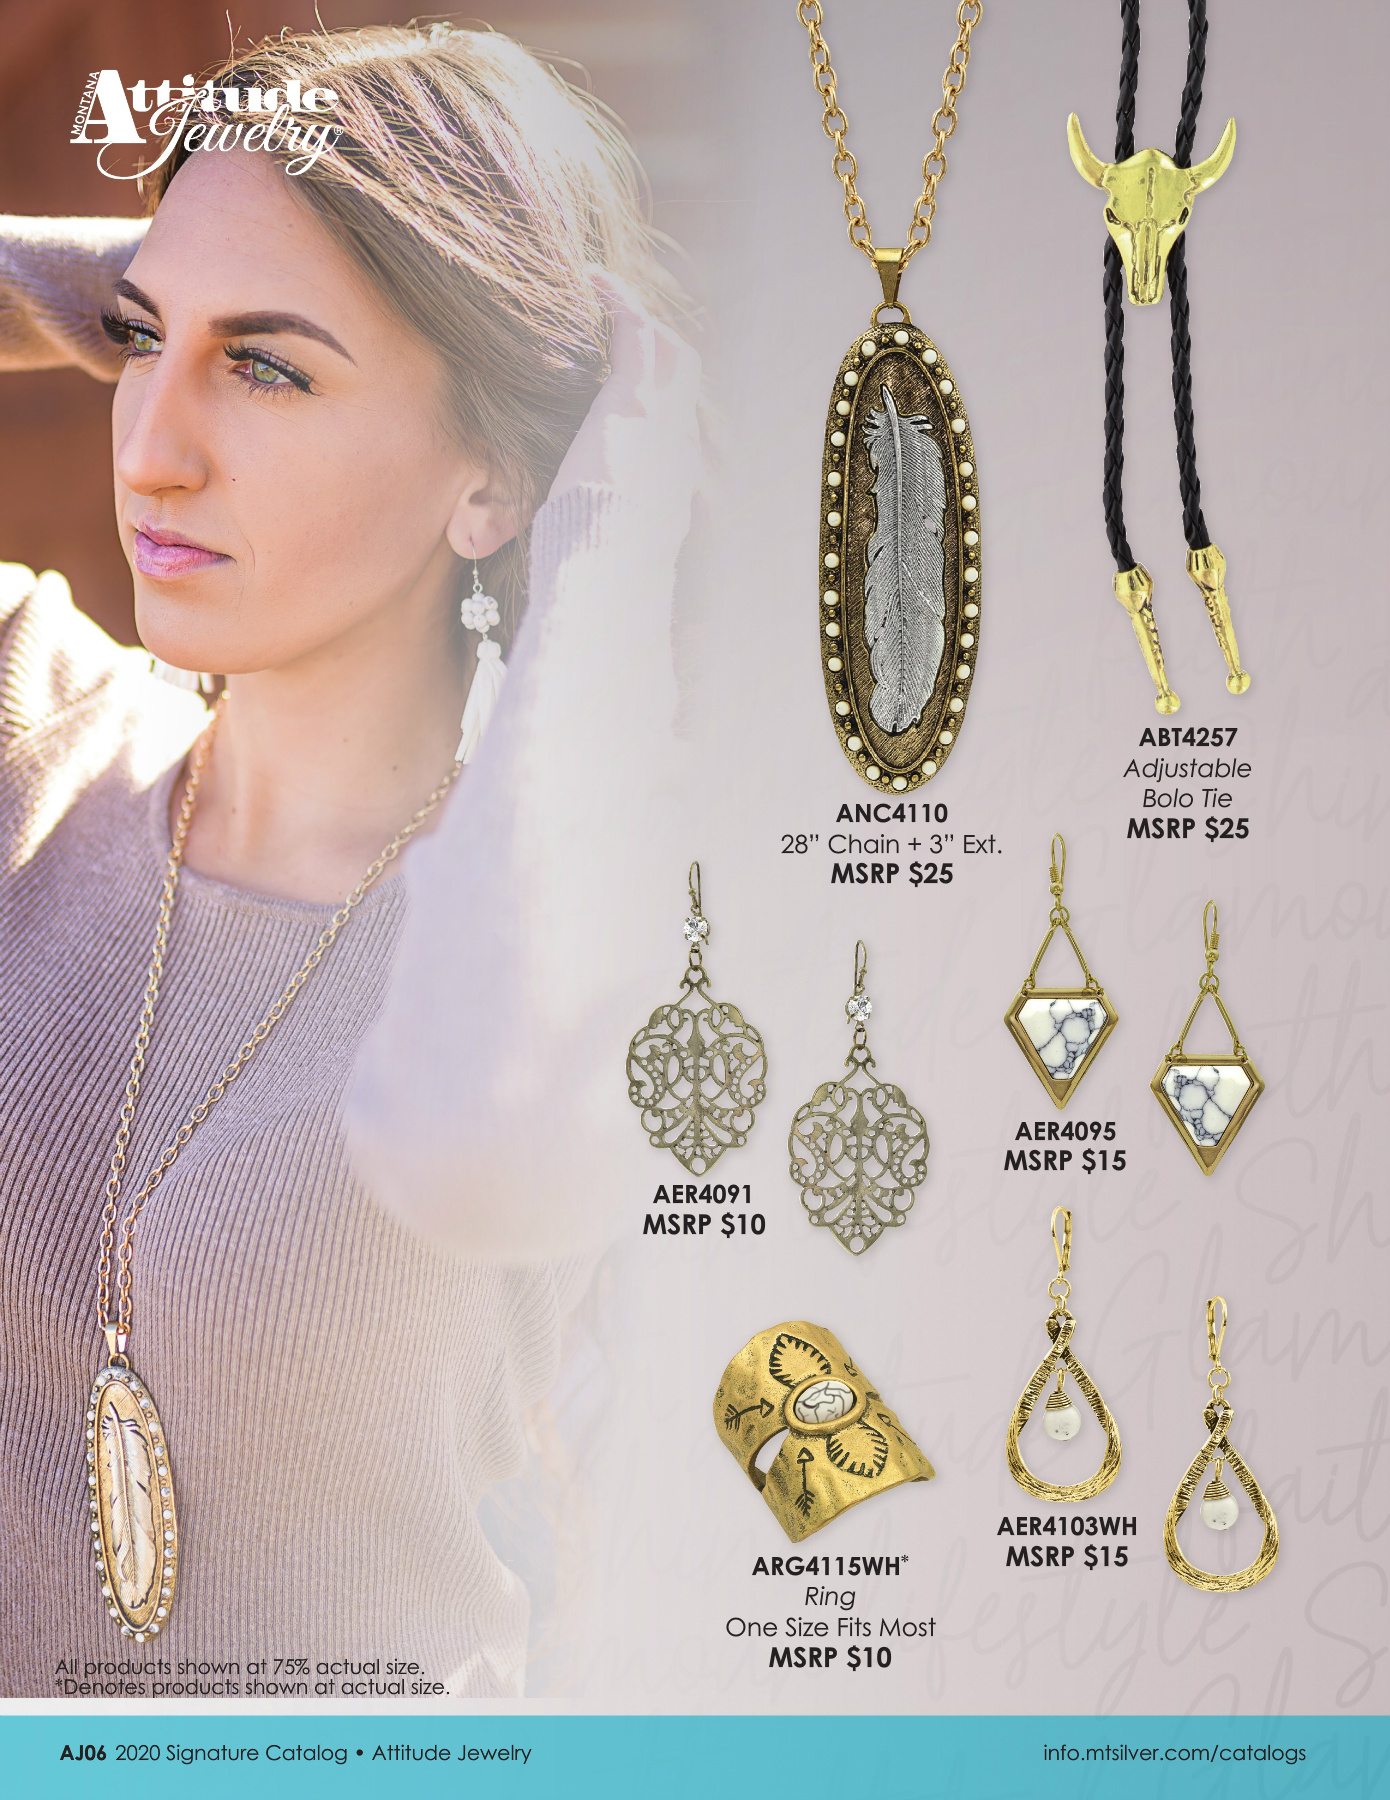 MONTANA
Attitude
Jewelry®
ANC4110
28” Chain + 3” Ext.
MSRP $25
ABT4257
Adjustable
Bolo Tie
MSRP $25
AER4091
MSRP $10
AER4095
MSRP $15
ARG4115WH*
Ring
One Size Fits Most
MSRP $10
AER4103WH
MSRP $15
All products shown at 75% actual size.
*Denotes products shown at actual size.
AJ06 2020 Signature Catalog • Attitude Jewelry
info.mtsilver.com/catalogs